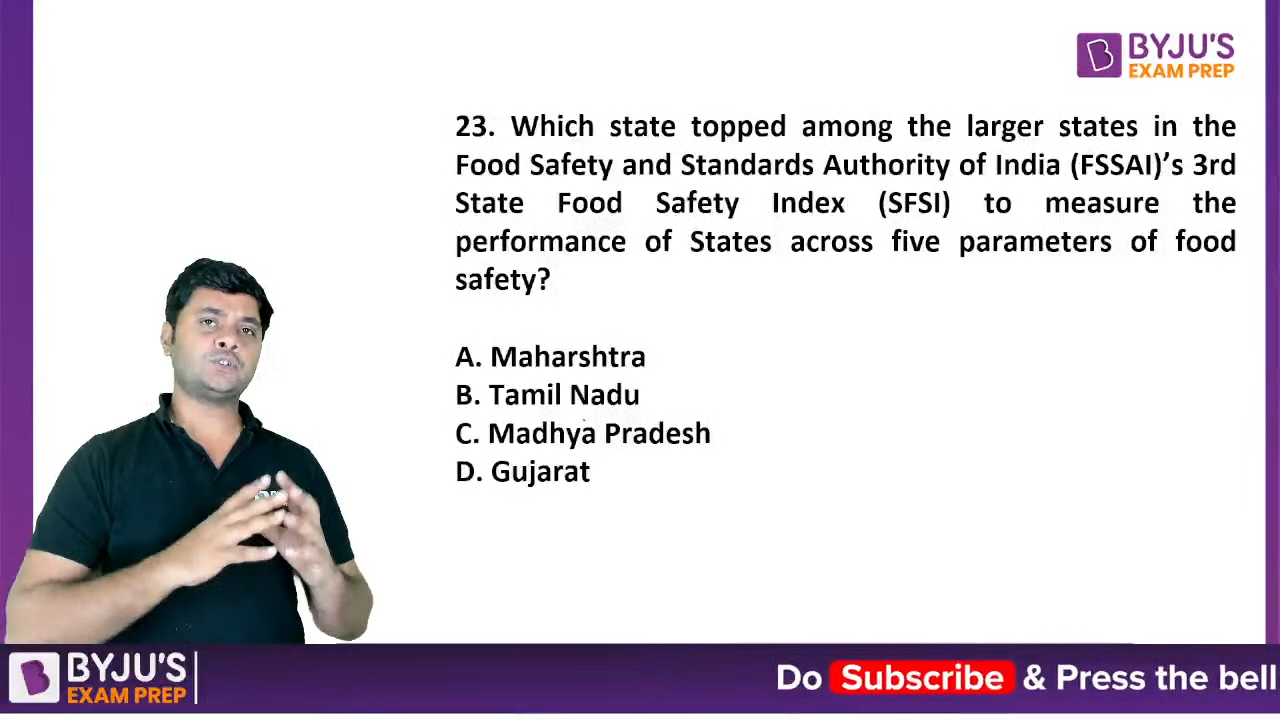 BYJU'S
EXAM PREP
23. Which state topped among the larger states in the
Food Safety and Standards Authority of India (FSSAI)’s 3rd
State Food Safety Index (SFSI) to measure the
performance of States across five parameters of food
safety?
A. Maharshtra
B. Tamil Nadu
C. Madhya Pradesh
D. Gujarat
BYJU'S
EXAM PREP
Do Subscribe & Press the bell